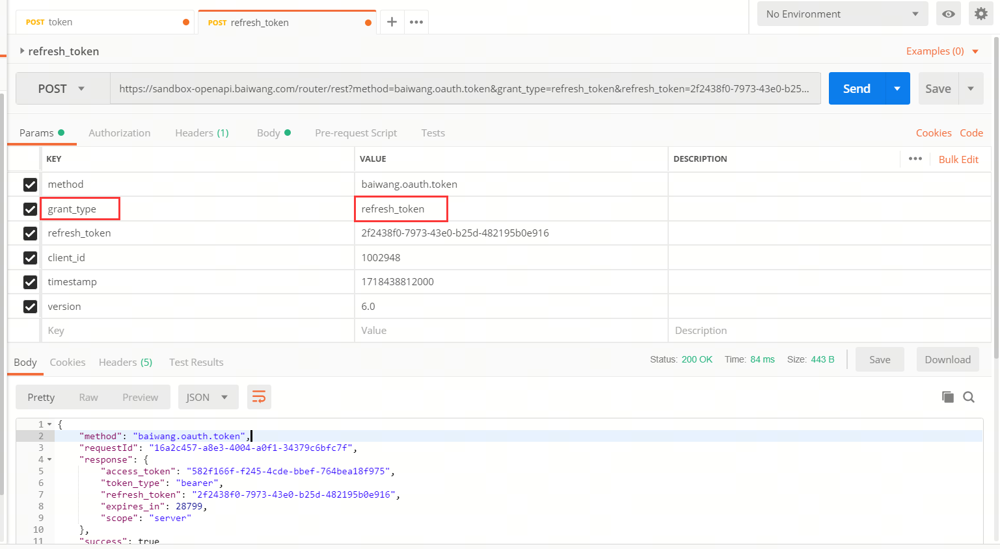 POST token
POST refresh_token
No Environment
refresh_token
Examples (0)
POST
https://sandbox-openapi.baiwang.com/router/rest?method=baiwang.oauth.token&grant_type=refresh_token&refresh_token=2f2438f0-7973-43e0-b25...
Send
Save
Params
Authorization
Headers (1)
Body
Pre-request Script
Tests
Cookies
Code
KEY VALUE DESCRIPTION
Bulk Edit
method baiwang.oauth.token
grant_type refresh_token
refresh_token 2f2438f0-7973-43e0-b25d-482195b0e916
client_id 1002948
timestamp 1718438812000
version 6.0
Key Value Description
Body Cookies Headers (5) Test Results
Status: 200 OK Time: 84 ms Size: 443 B
Save
Download
Pretty Raw Preview
JSON
1 {
2 "method": "baiwang.oauth.token",
3 "requestId": "16a2c457-a8e3-4004-a0f1-34379c6bfc7f",
4 "response": {
5 "access_token": "582f166f-f245-4cde-bbef-764bea18f975",
6 "token_type": "bearer",
7 "refresh_token": "2f2438f0-7973-43e0-b25d-482195b0e916",
8 "expires_in": 28799,
9 "scope": "server"
10 },
11 "success": true